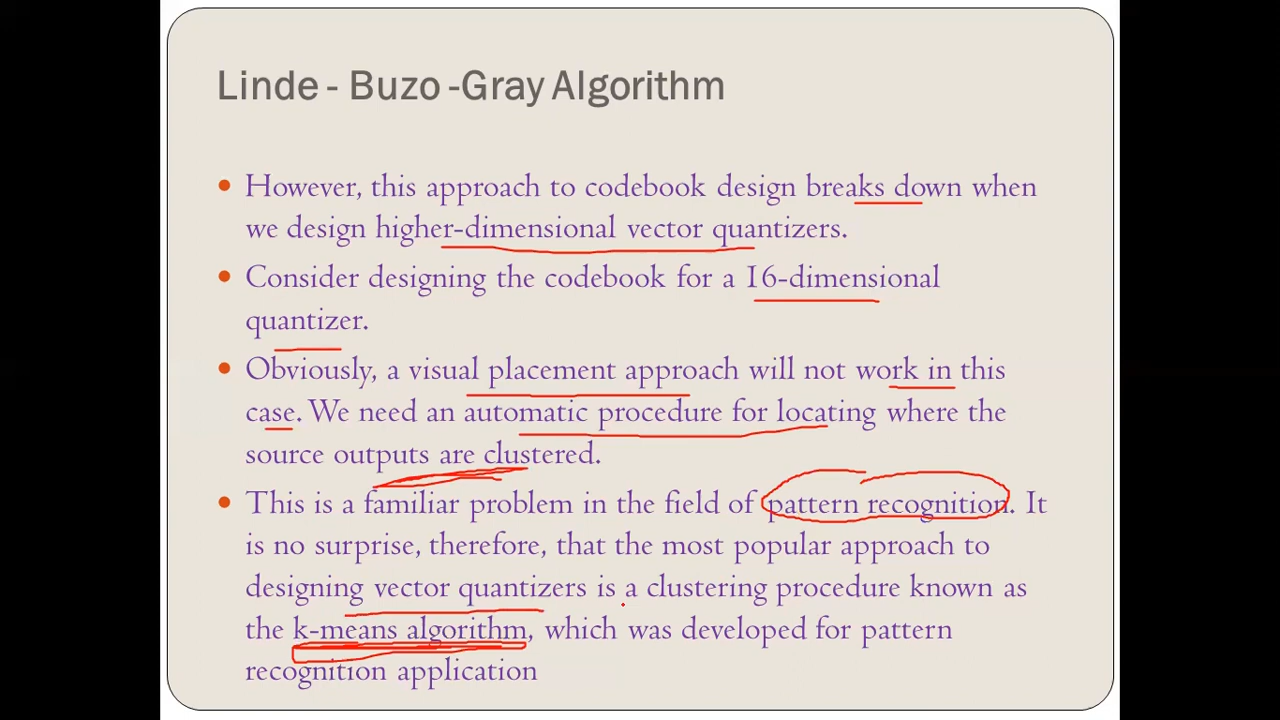 Linde - Buzo -Gray Algorithm
However, this approach to codebook design breaks down when
we design higher-dimensional vector quantizers.
Consider designing the codebook for a 16-dimensional
quantizer.
Obviously, a visual placement approach will not work in this
case. We need an automatic procedure for locating where the
source outputs are clustered.
This is a familiar problem in the field of pattern recognition. It
is no surprise, therefore, that the most popular approach to
designing vector quantizers is a clustering procedure known as
the k-means algorithm, which was developed for pattern
recognition application